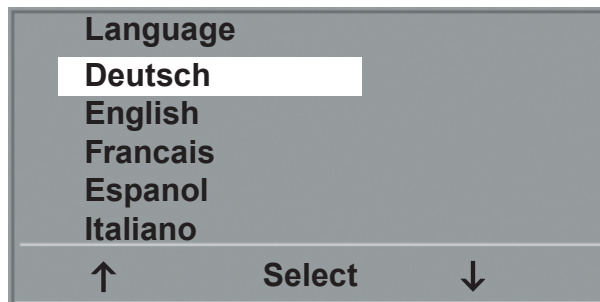 Language
Deutsch
English
Francais
Espanol
Italiano
↑ Select ↓